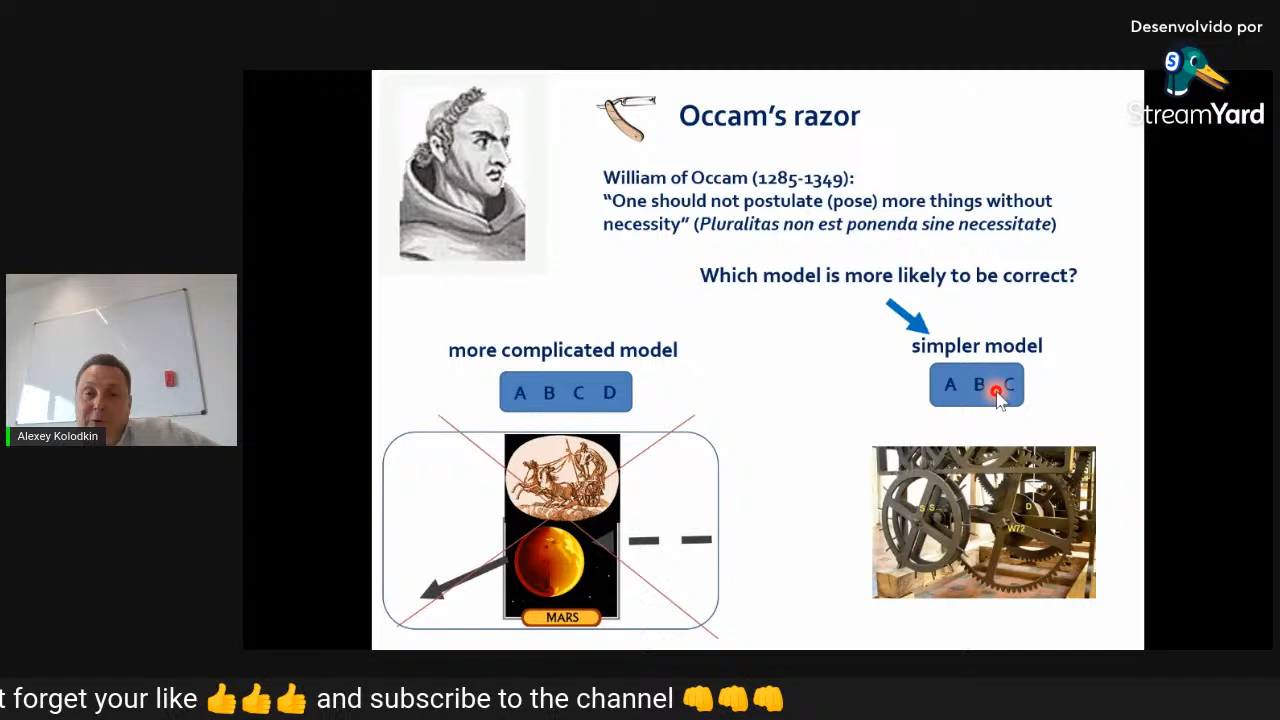 Desenvolvido por
S
StreamYard
Occam's razor
William of Occam (1285-1349):
“One should not postulate (pose) more things without
necessity” (Pluralitas non est ponenda sine necessitate)
Which model is more likely to be correct?
more complicated model
A B C D
simpler model
A B C
MARS
S S
D
W72
Alexey Kolodkin
t forget your like 👍👍👍 and subscribe to the channel 👊👊👊